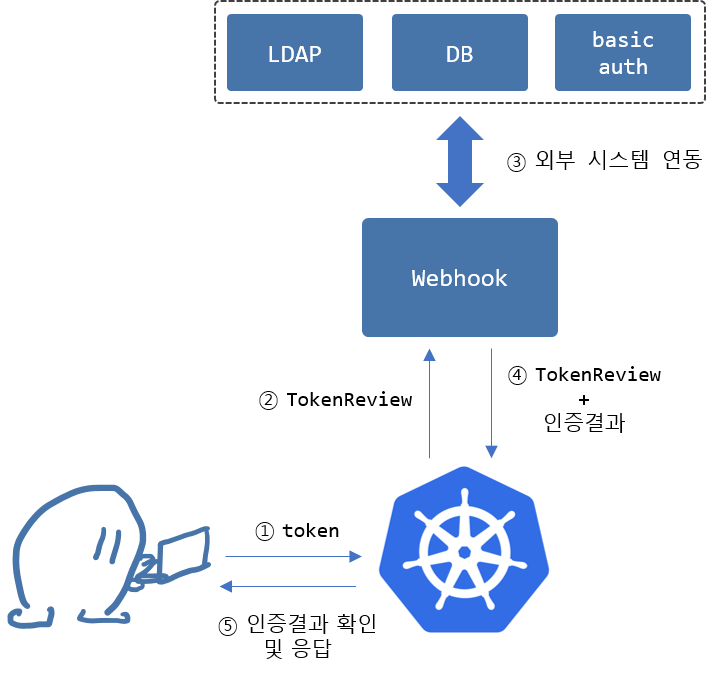 LDAP
DB
basic
auth
③ 외부 시스템 연동
Webhook
② TokenReview
④ TokenReview
+
인증결과
① token
⑤ 인증결과 확인
및 응답